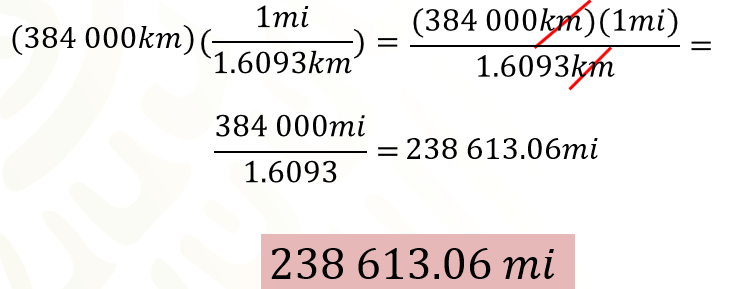 (384 000km)(1mi/1.6093km) = (384 000km)(1mi)/1.6093km =
384 000mi/1.6093 = 238 613.06mi
238 613.06 mi